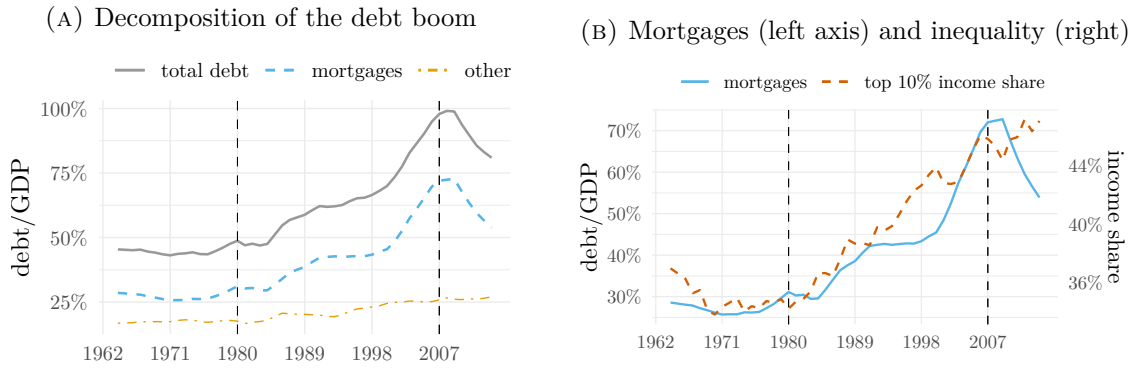 (A) Decomposition of the debt boom
total debt mortgages other
100%
75%
50%
25%
debt/GDP
1962 1971 1980 1989 1998 2007
(B) Mortgages (left axis) and inequality (right)
mortgages top 10% income share
70%
60%
50%
40%
30%
debt/GDP
44%
40%
36%
income share
1962 1971 1980 1989 1998 2007